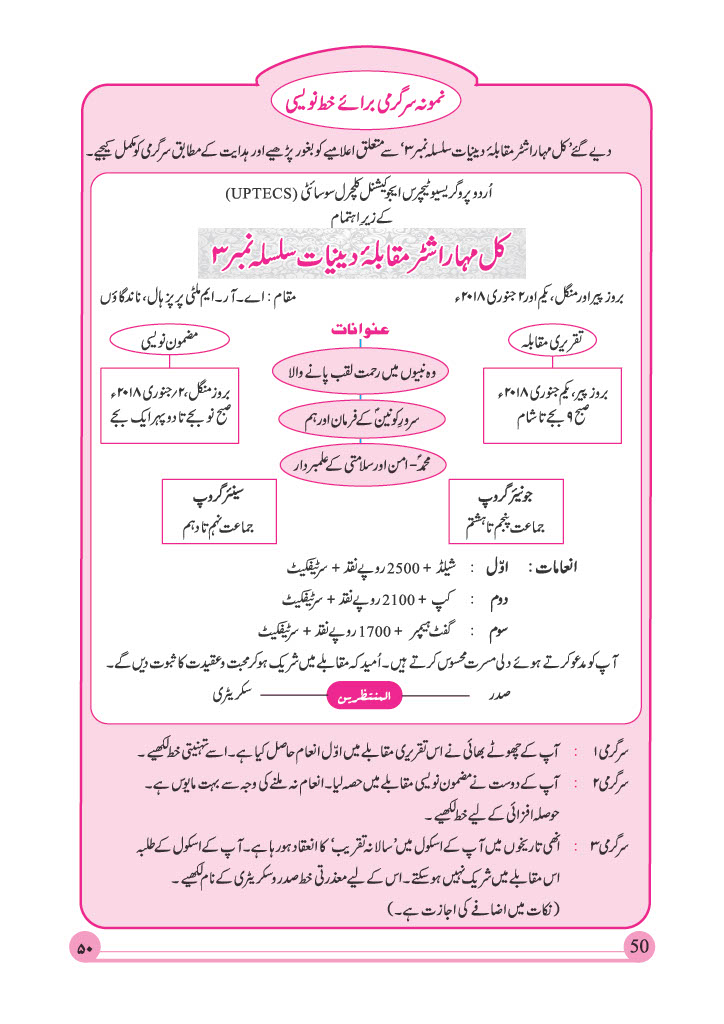 نمونہ سرگرمی برائے خط نویسی
دیے گئے ’کل مہاراشٹر مقابلۂ دینیات سلسلہ نمبر ۳‘ سے متعلق اعلامیے کو بغور پڑھیے اور ہدایت کے مطابق سرگرمی کو مکمل کیجیے۔
اُردو پروگریسیو ٹیچرس ایجوکیشنل کلچرل سوسائٹی (UPTECS)
کے زیرِ اہتمام
کل مہاراشٹر مقابلۂ دینیات سلسلہ نمبر ۳
بروز پیر اور منگل، یکم اور ۲ جنوری ۲۰۱۸ء
مقام : اے۔آر۔ایم ملٹی پرپز ہال، ناندگاؤں
تقریری مقابلہ
بروز پیر، یکم جنوری ۲۰۱۸ء
صبح ۹ بجے تا شام
عنوانات
وہ نبیوں میں رحمت لقب پانے والا
سرورِ کونینؐ کے فرمان اور ہم
محمدؐ - امن اور سلامتی کے علمبردار
مضمون نویسی
بروز منگل، ۲؍ جنوری ۲۰۱۸ء
صبح نو بجے تا دوپہر ایک بجے
جونیئر گروپ
جماعت پنجم تا ہشتم
سینئر گروپ
جماعت نہم تا دہم
انعامات : اوّل : شیلڈ + 2500 روپے نقد + سرٹیفکیٹ
دوم : کپ + 2100 روپے نقد + سرٹیفکیٹ
سوم : گفٹ ہیچر + 1700 روپے نقد + سرٹیفکیٹ
آپ کو مدعو کرتے ہوئے دلی مسرت محسوس کرتے ہیں۔ اُمید کہ مقابلے میں شریک ہوکر محبت و عقیدت کا ثبوت دیں گے۔
صدر المنتظرین سکریٹری
سرگرمی ۱ : آپ کے چھوٹے بھائی نے اس تقریری مقابلے میں اوّل انعام حاصل کیا ہے۔ اسے تہنیتی خط لکھیے۔
سرگرمی ۲ : آپ کے دوست نے مضمون نویسی مقابلے میں حصہ لیا۔ انعام نہ ملنے کی وجہ سے بہت مایوس ہے۔
حوصلہ افزائی کے لیے خط لکھیے۔
سرگرمی ۳ : انھی تاریخوں میں آپ کے اسکول میں ’سالانہ تقریب‘ کا انعقاد ہورہا ہے۔ آپ کے اسکول کے طلبہ
اس مقابلے میں شریک نہیں ہوسکتے۔ اس کے لیے معذرتی خط صدر و سکریٹری کے نام لکھیے۔
(نکات میں اضافے کی اجازت ہے۔)
50
۵۰